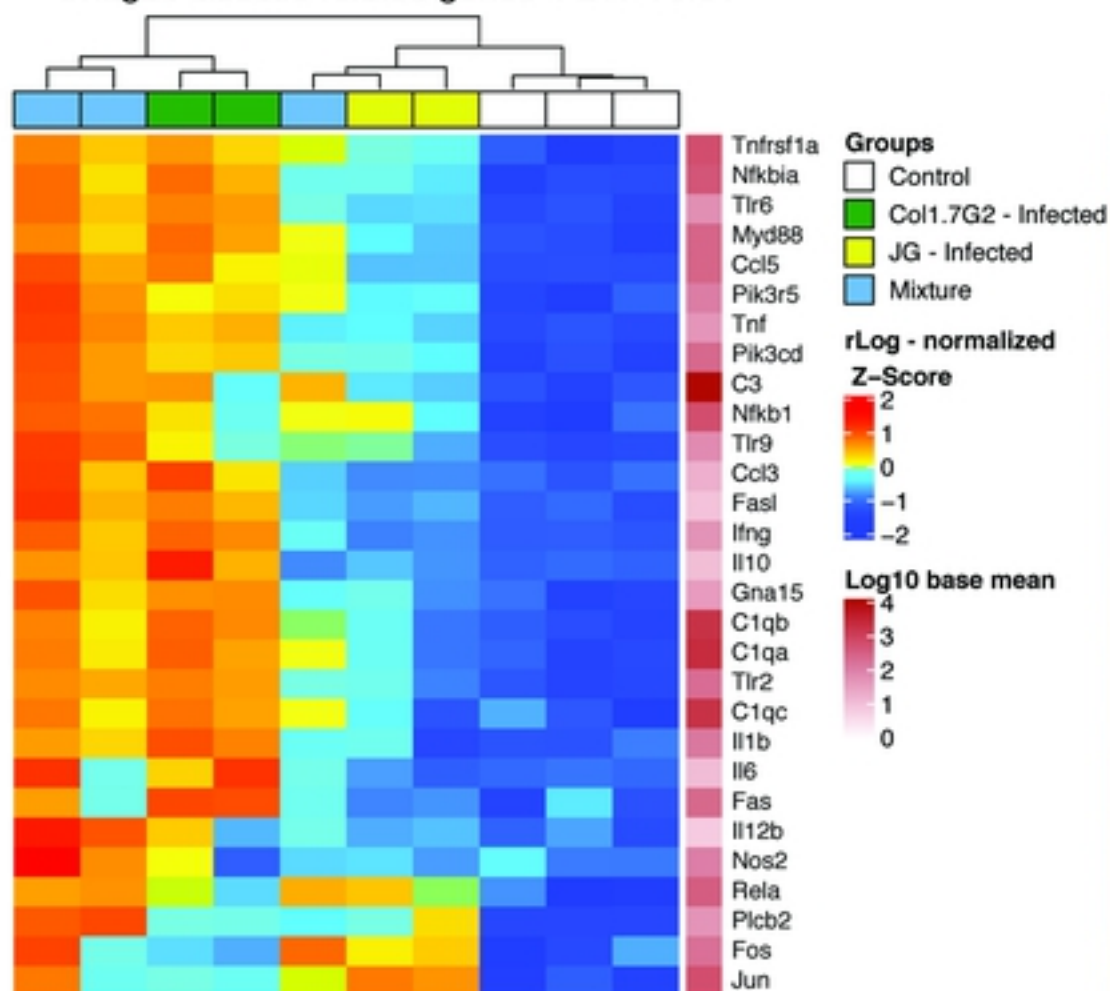 Tnfrsf1a
Nfkbia
Tlr6
Myd88
Ccl5
Pik3r5
Tnf
Pik3cd
C3
Nfkb1
Tlr9
Ccl3
Fasl
Ifng
Il10
Gna15
C1qb
C1qa
Tlr2
C1qc
Il1b
Il6
Fas
Il12b
Nos2
Rela
Plcb2
Fos
Jun
Groups
Control
Col1.7G2 - Infected
JG - Infected
Mixture
rLog - normalized
Z-Score
2
1
0
-1
-2
Log10 base mean
4
3
2
1
0